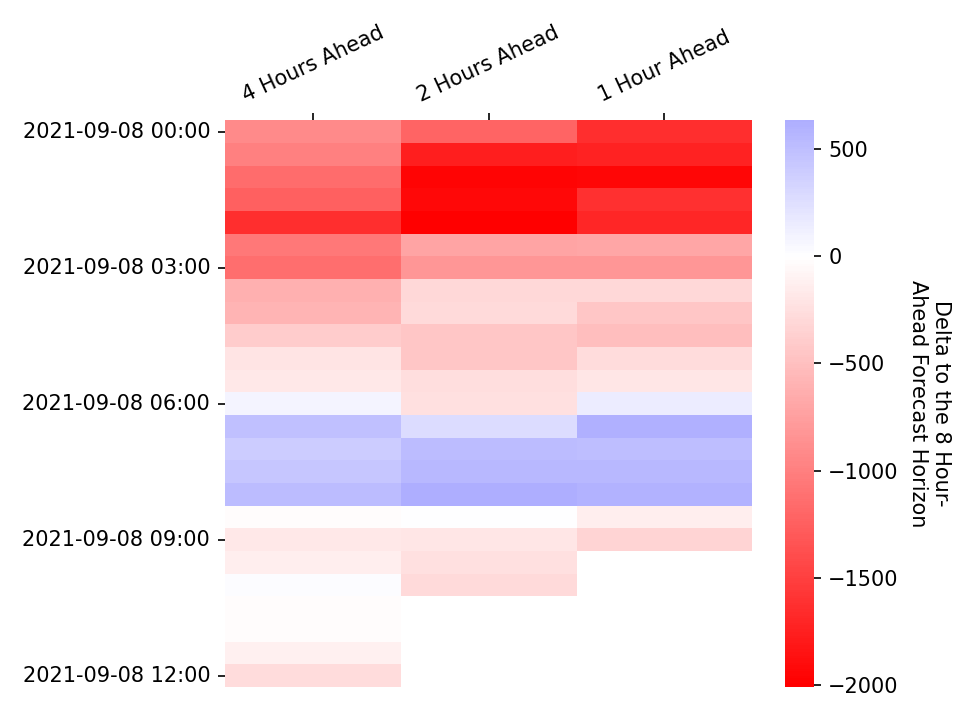 4 Hours Ahead
2 Hours Ahead
1 Hour Ahead
2021-09-08 00:00
2021-09-08 03:00
2021-09-08 06:00
2021-09-08 09:00
2021-09-08 12:00
500
0
−500
−1000
−1500
−2000
Delta to the 8 Hour-
Ahead Forecast Horizon